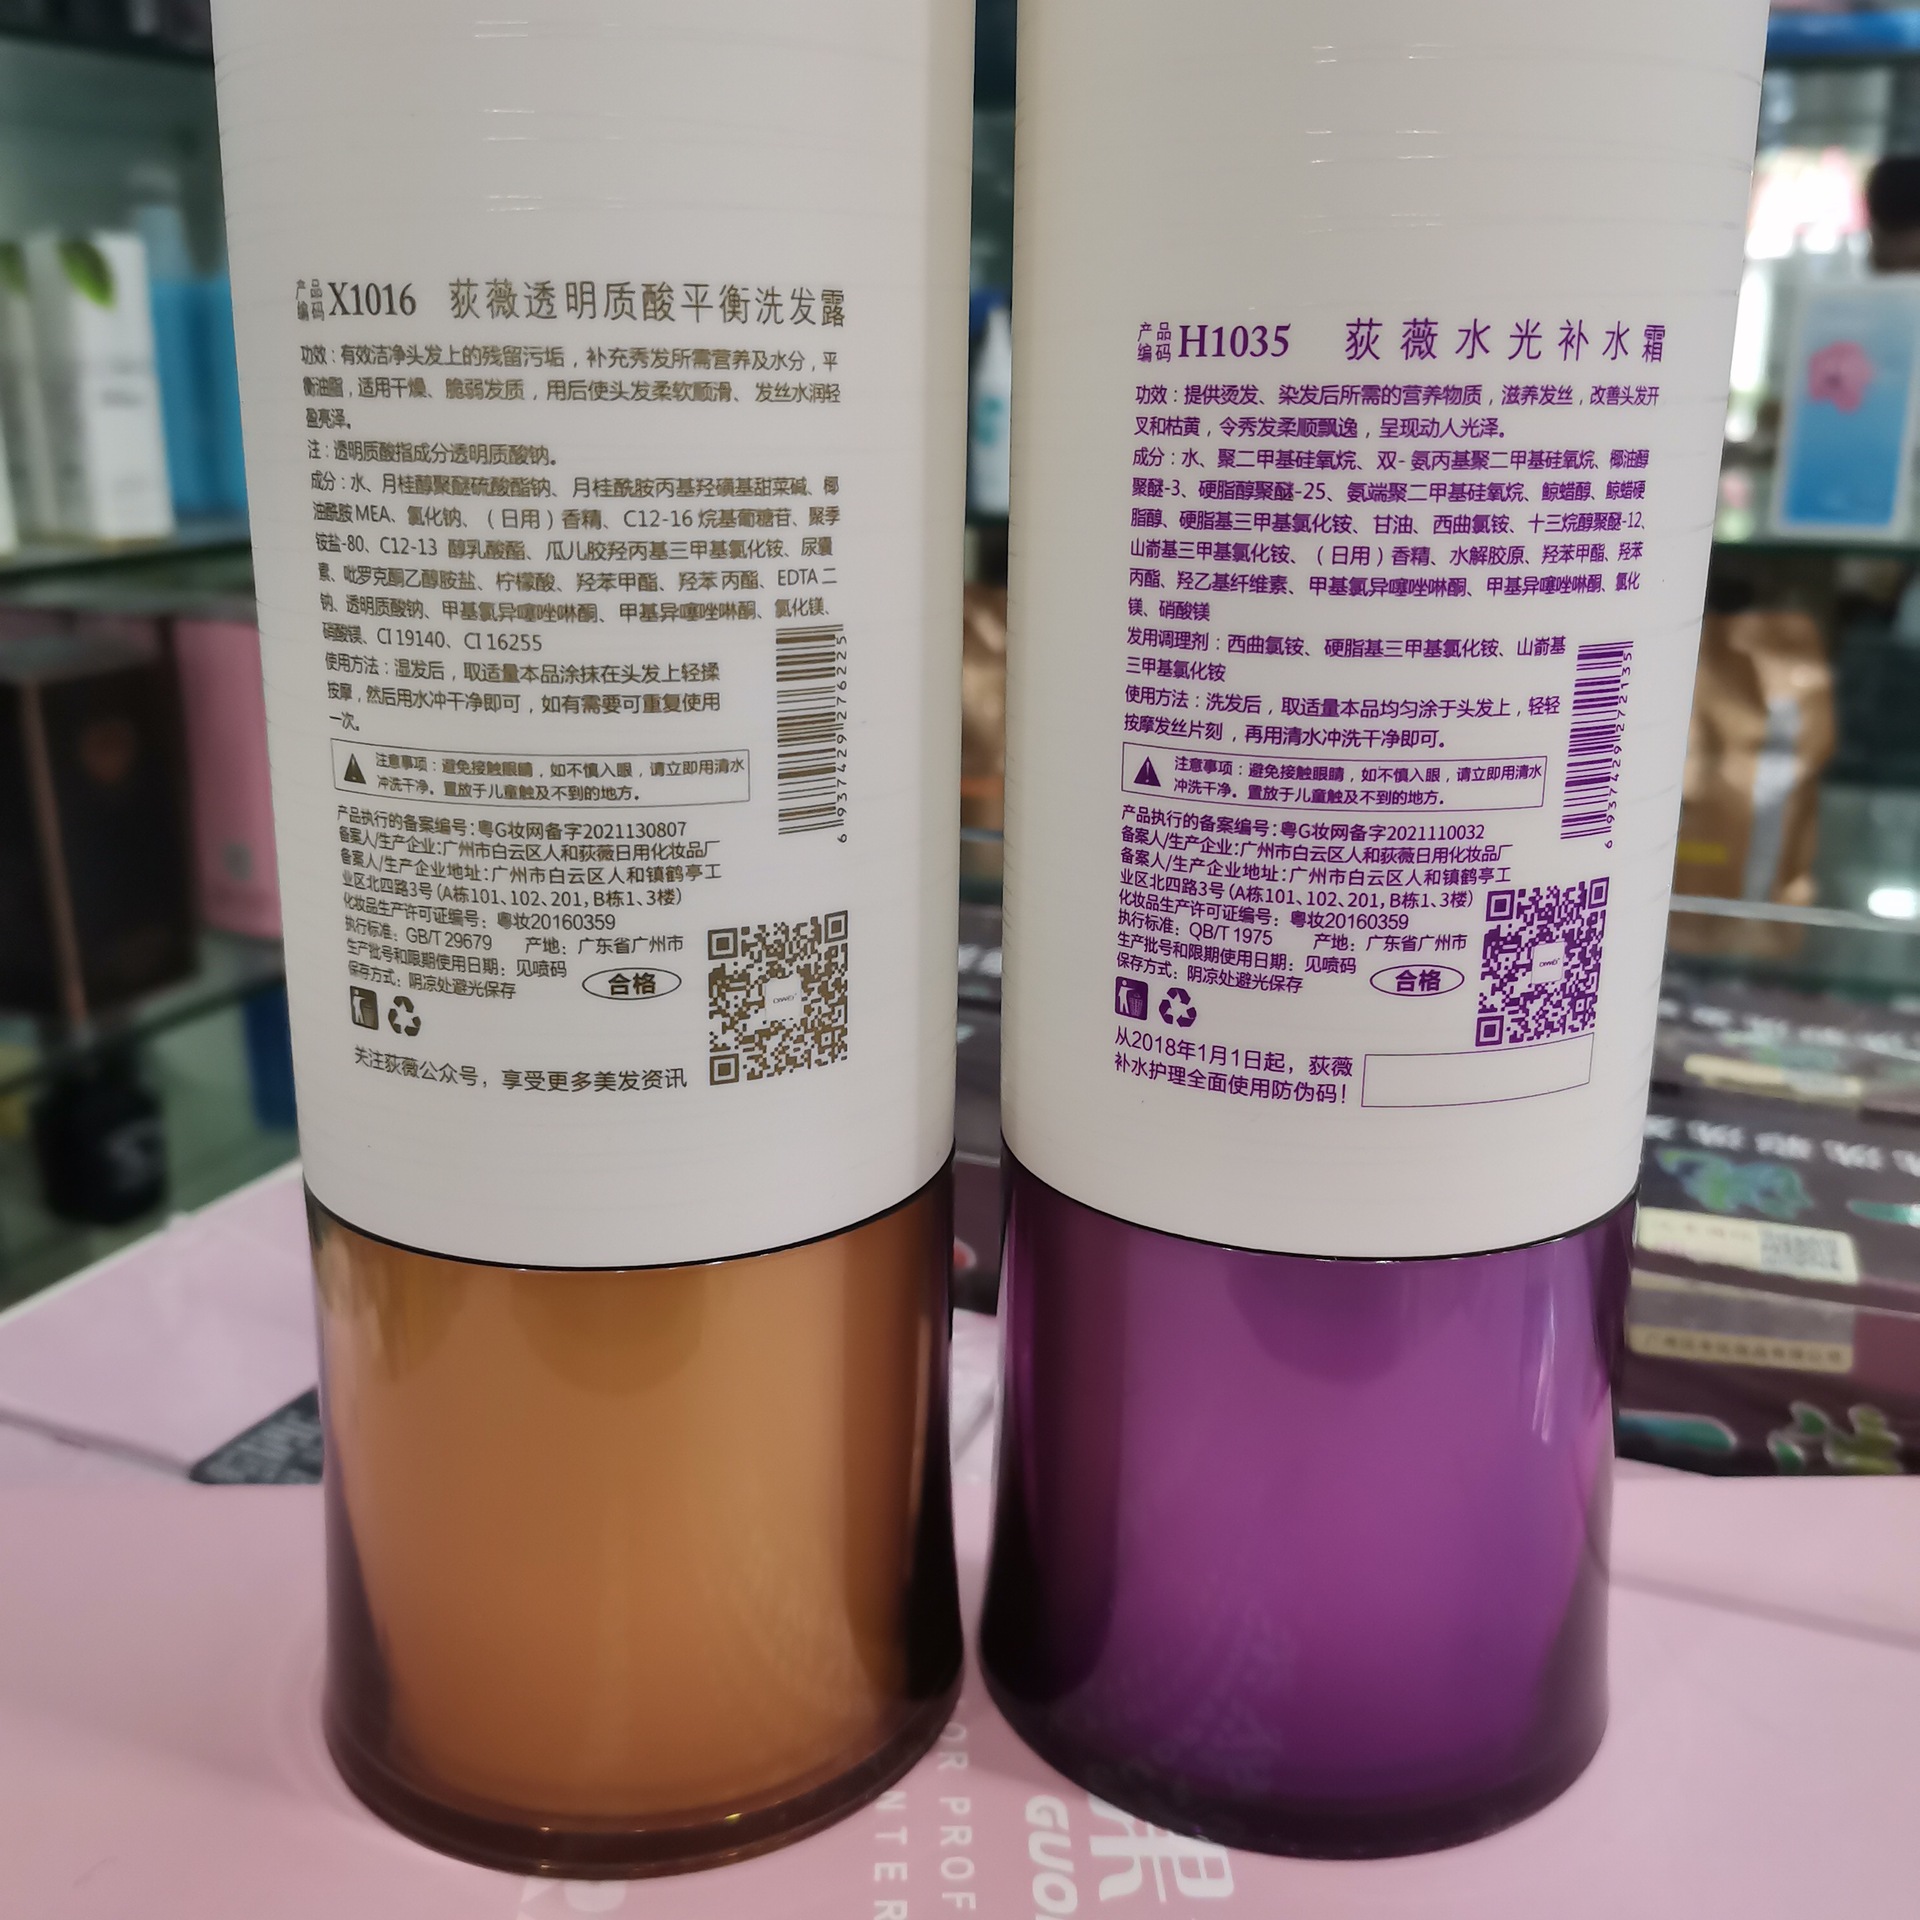 产品编码 X1016 荻薇透明质酸平衡洗发露
功效：有效洁净头发上的残留污垢，补充秀发所需营养及水分，平
衡油脂，适用干燥、脆弱发质，用后使头发柔软顺滑、发丝水润轻
盈亮泽。
注：透明质酸指成分透明质酸钠。
成分：水、月桂醇聚醚硫酸酯钠、月桂酰胺丙基羟磺基甜菜碱、椰
油酰胺MEA、氯化钠、（日用）香精、C12-16 烷基葡糖苷、聚季
铵盐-80、C12-13 醇乳酸酯、瓜儿胶羟丙基三甲基氯化铵、尿囊
素、吡罗克酮乙醇胺盐、柠檬酸、羟苯甲酯、羟苯丙酯、EDTA 二
钠、透明质酸钠、甲基氯异噻唑啉酮、甲基异噻唑啉酮、氯化镁、
硝酸镁、CI 19140、CI 16255
使用方法：湿发后，取适量本品涂抹在头发上轻揉
按摩，然后用水冲干净即可，如有需要可重复使用
一次。
注意事项：避免接触眼睛，如不慎入眼，请立即用清水
冲洗干净。置放于儿童触及不到的地方。
6937429276225
产品执行的备案编号：粤G妆网备字2021130807
备案人/生产企业：广州市白云区人和荻薇日用化妆品厂
备案人/生产企业地址：广州市白云区人和镇鹤亭工
业区北四路3号（A栋101、102、201，B栋1、3楼）
化妆品生产许可证编号：粤妆20160359
执行标准：GB/T 29679 产地：广东省广州市
生产批号和限期使用日期：见喷码
保存方式：阴凉处避光保存
合格
关注荻薇公众号，享受更多美发资讯
产品编码 H1035 荻薇水光补水霜
功效：提供烫发、染发后所需的营养物质，滋养发丝，改善头发开
叉和枯黄，令秀发柔顺飘逸，呈现动人光泽。
成分：水、聚二甲基硅氧烷、双-氨丙基聚二甲基硅氧烷、椰油醇
聚醚-3、硬脂醇聚醚-25、氨端聚二甲基硅氧烷、鲸蜡醇、鲸蜡硬
脂醇、硬脂基三甲基氯化铵、甘油、西曲氯铵、十三烷醇聚醚-12、
山嵛基三甲基氯化铵、（日用）香精、水解胶原、羟苯甲酯、羟苯
丙酯、羟乙基纤维素、甲基氯异噻唑啉酮、甲基异噻唑啉酮、氯化
镁、硝酸镁
发用调理剂：西曲氯铵、硬脂基三甲基氯化铵、山嵛基
三甲基氯化铵
使用方法：洗发后，取适量本品均匀涂于头发上，轻轻
按摩发丝片刻，再用清水冲洗干净即可。
注意事项：避免接触眼睛，如不慎入眼，请立即用清水
冲洗干净。置放于儿童触及不到的地方。
6937429272135
产品执行的备案编号：粤G妆网备字2021110032
备案人/生产企业：广州市白云区人和荻薇日用化妆品厂
备案人/生产企业地址：广州市白云区人和镇鹤亭工
业区北四路3号（A栋101、102、201，B栋1、3楼）
化妆品生产许可证编号：粤妆20160359
执行标准：QB/T 1975 产地：广东省广州市
生产批号和限期使用日期：见喷码
保存方式：阴凉处避光保存
合格
从2018年1月1日起，荻薇
补水护理全面使用防伪码！
OR PROF
NTER
GUO